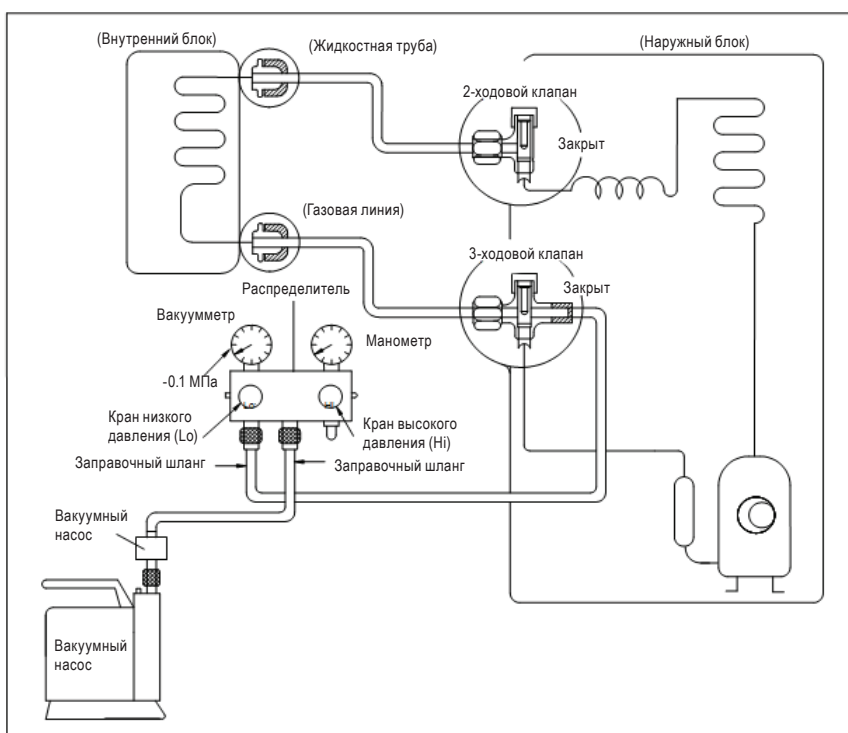 (Внутренний блок)
(Жидкостная труба)
(Наружный блок)
2-ходовой клапан
Закрыт
(Газовая линия)
3-ходовой клапан
Закрыт
Распределитель
Вакуумметр
Манометр
-0.1 МПа
Lo
Hi
Кран низкого
давления (Lo)
Кран высокого
давления (Hi)
Заправочный шланг
Заправочный шланг
Вакуумный
насос
Вакуумный
насос